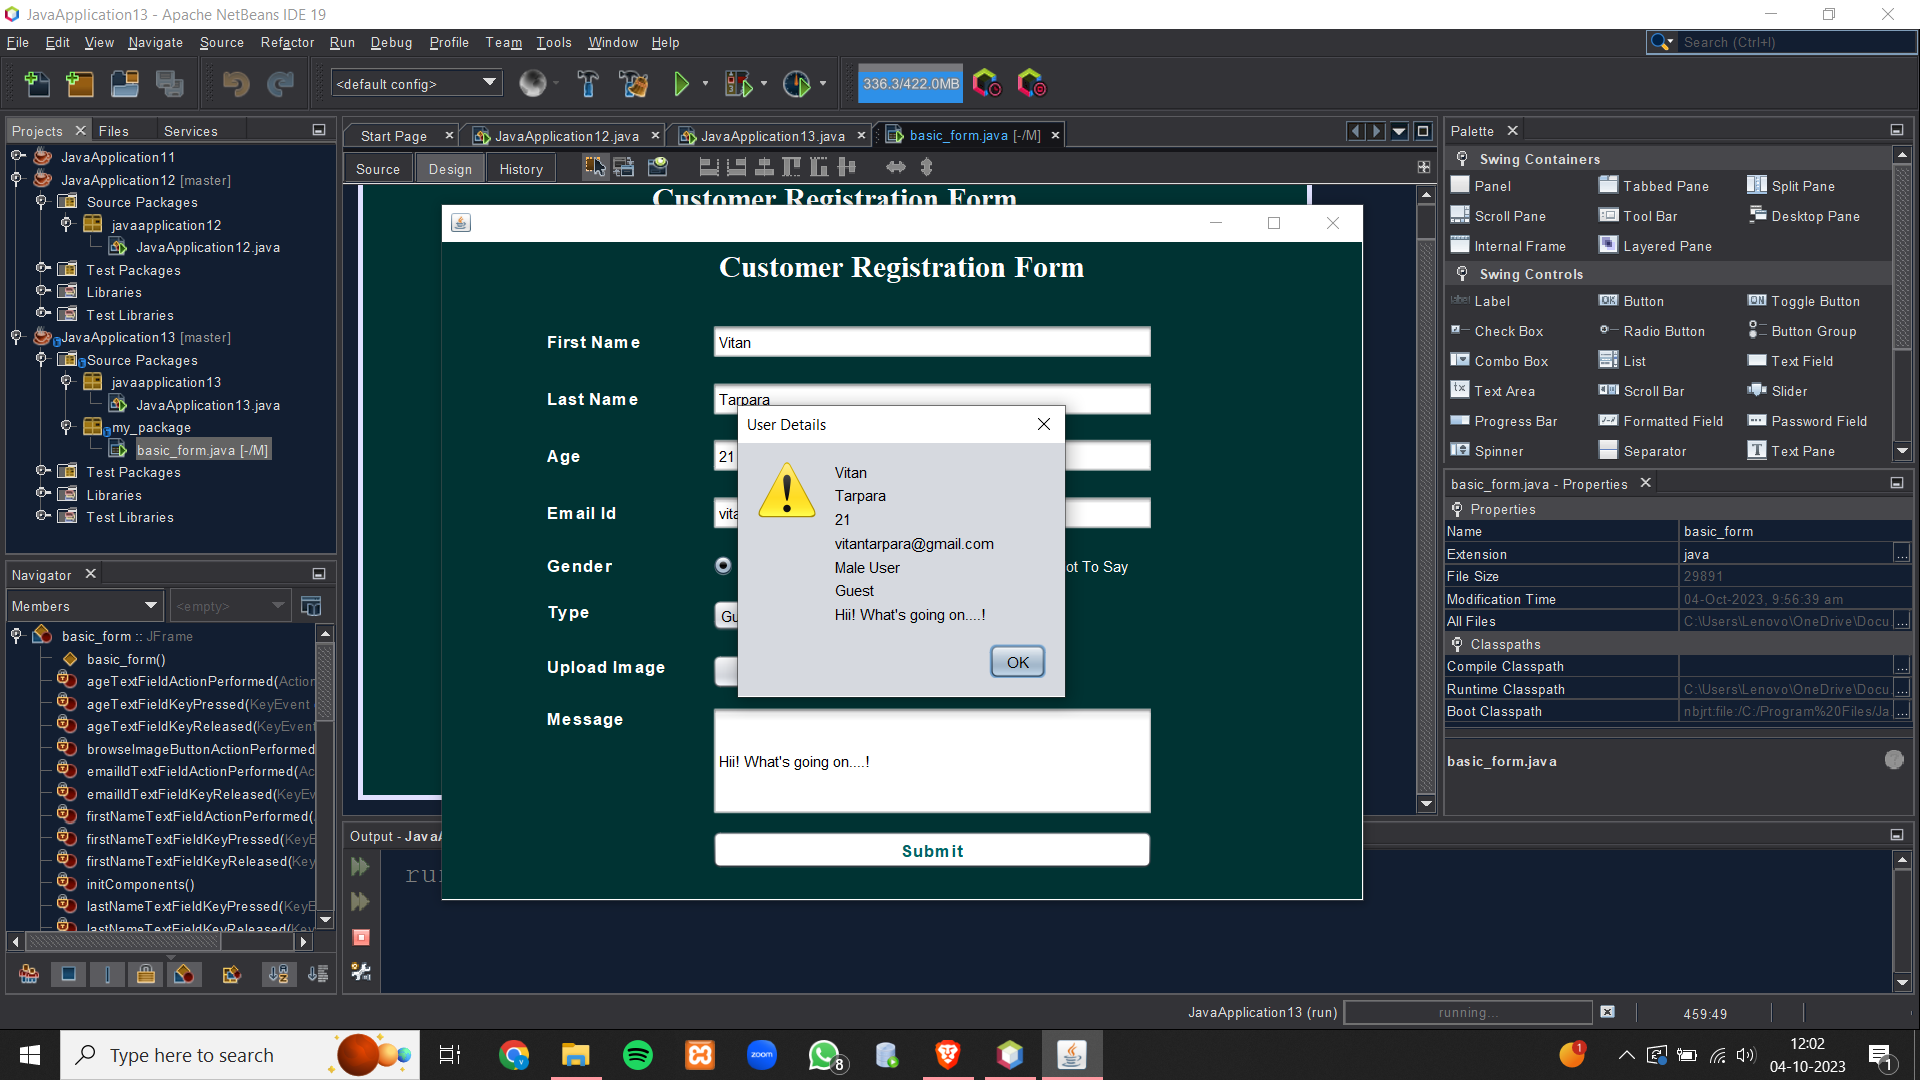 JavaApplication13 - Apache NetBeans IDE 19
File Edit View Navigate Source Refactor Run Debug Profile Team Tools Window Help
Search (Ctrl+I)
<default config>
336.3/422.0MB
Projects Files Services
JavaApplication11
JavaApplication12 [master]
Source Packages
javaapplication12
JavaApplication12.java
Test Packages
Libraries
Test Libraries
JavaApplication13 [master]
Source Packages
javaapplication13
JavaApplication13.java
my_package
basic_form.java [-/M]
Test Packages
Libraries
Test Libraries
Navigator
Members
<empty>
basic_form :: JFrame
basic_form()
ageTextFieldActionPerformed(Action
ageTextFieldKeyPressed(KeyEvent
ageTextFieldKeyReleased(KeyEvent
browseImageButtonActionPerformed
emailIdTextFieldActionPerformed(Ac
emailIdTextFieldKeyReleased(KeyEv
firstNameTextFieldActionPerformed(
firstNameTextFieldKeyPressed(KeyE
firstNameTextFieldKeyReleased(Key
initComponents()
lastNameTextFieldKeyPressed(KeyE
lastNameTextFieldKeyReleased(Key
Start Page JavaApplication12.java JavaApplication13.java basic_form.java [-/M]
Source Design History
Customer Registration Form
Customer Registration Form
First Name Vitan
Last Name Tarpara
Age 21
Email Id vita
Gender ot To Say
Type Gu
Upload Image
Message
Hii! What's going on....!
Submit
User Details
Vitan
Tarpara
21
vitantarpara@gmail.com
Male User
Guest
Hii! What's going on....!
OK
Output - JavaA
run
Palette
Swing Containers
Panel Tabbed Pane Split Pane
Scroll Pane Tool Bar Desktop Pane
Internal Frame Layered Pane
Swing Controls
Label Button Toggle Button
Check Box Radio Button Button Group
Combo Box List Text Field
Text Area Scroll Bar Slider
Progress Bar Formatted Field Password Field
Spinner Separator Text Pane
basic_form.java - Properties
Properties
Name basic_form
Extension java
File Size 29891
Modification Time 04-Oct-2023, 9:56:39 am
All Files C:\Users\Lenovo\OneDrive\Docu...
Classpaths
Compile Classpath ...
Runtime Classpath C:\Users\Lenovo\OneDrive\Docu...
Boot Classpath nbjrt:file:/C:/Program%20Files/Ja ...
basic_form.java
JavaApplication13 (run) running... 459:49
Type here to search
zoom
8
1
12:02
04-10-2023
1